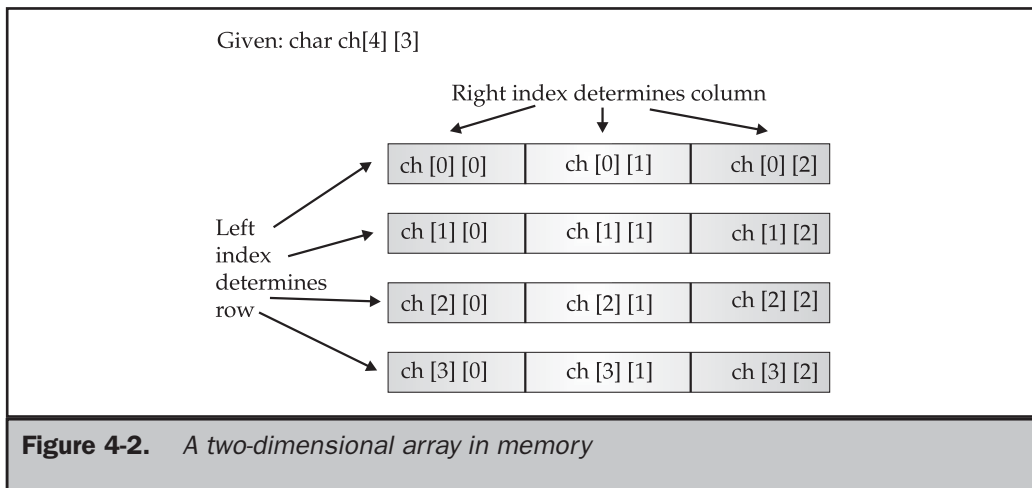 Given: char ch[4] [3]
Right index determines column
ch [0] [0] ch [0] [1] ch [0] [2]
Left
index
determines
row
ch [1] [0] ch [1] [1] ch [1] [2]
ch [2] [0] ch [2] [1] ch [2] [2]
ch [3] [0] ch [3] [1] ch [3] [2]
Figure 4-2. A two-dimensional array in memory